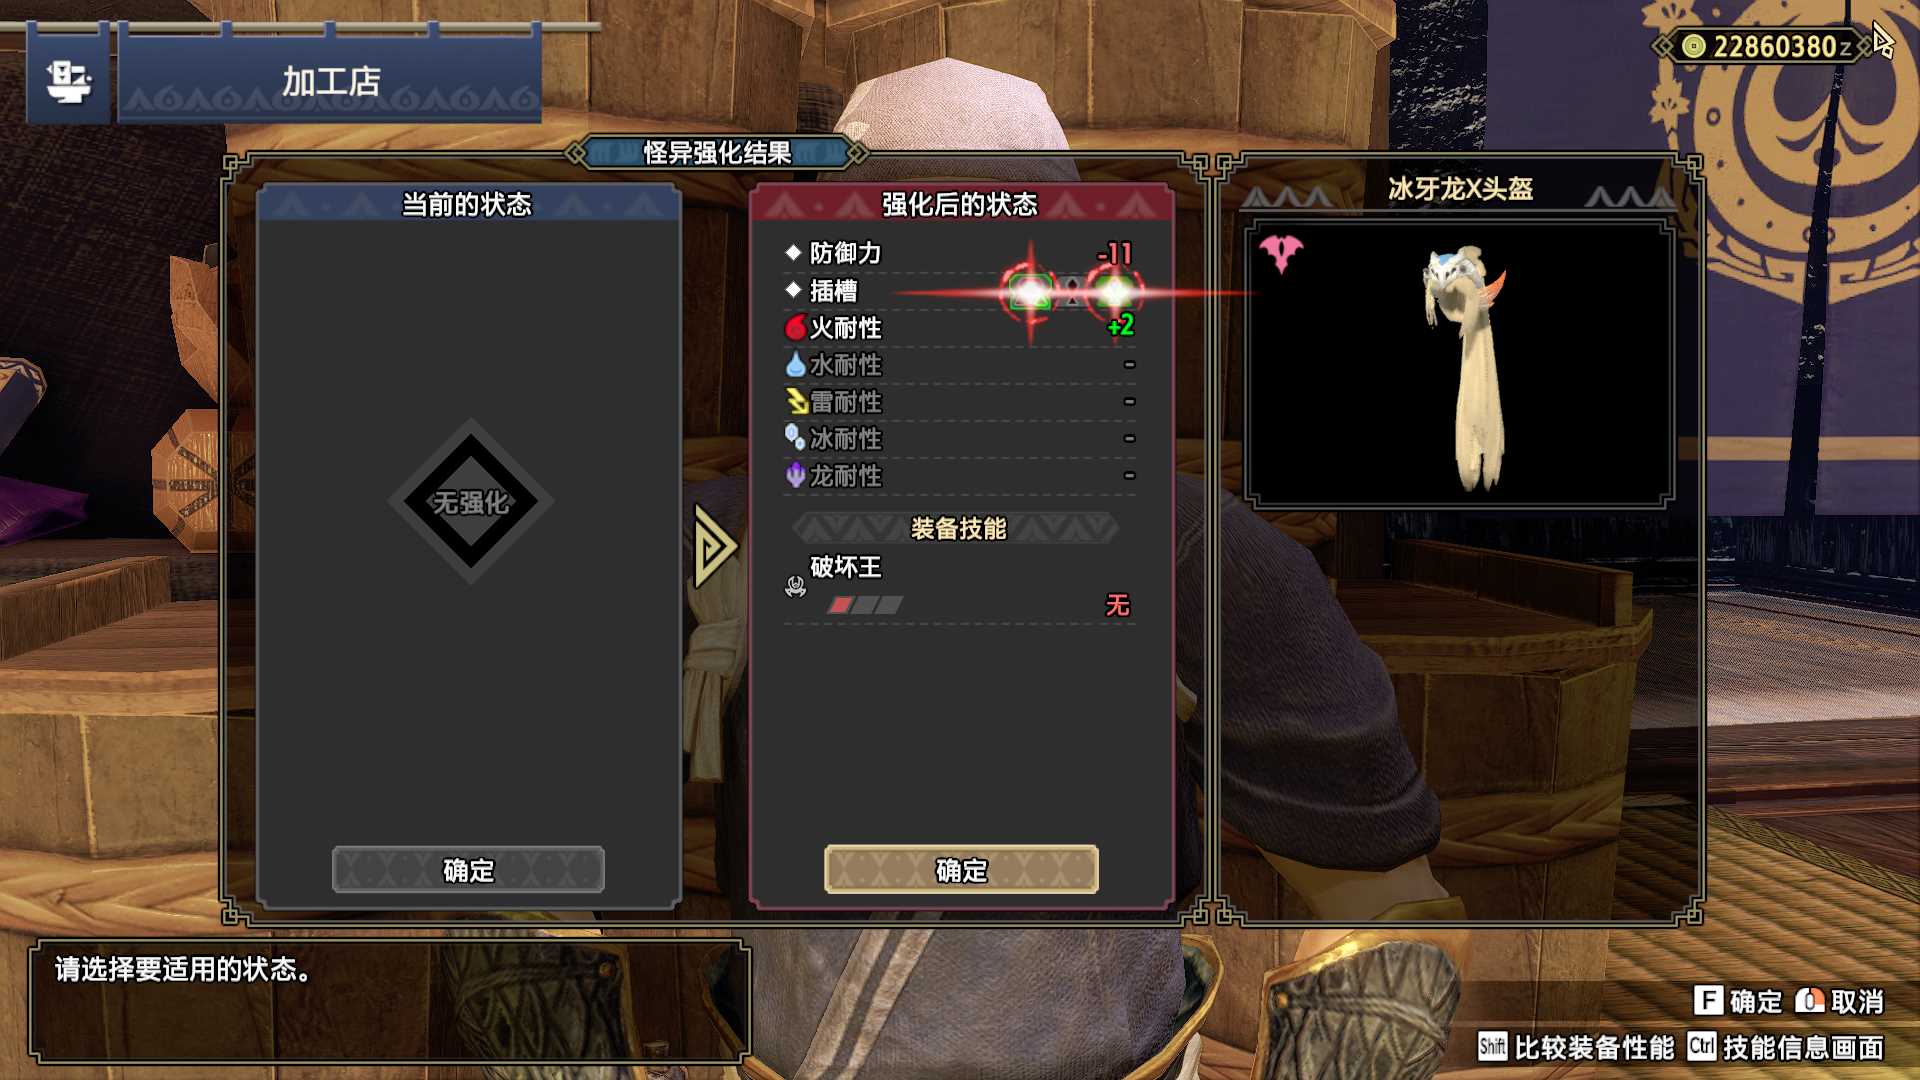 加工店
22860380z
怪异强化结果
当前的状态
无强化
确定
强化后的状态
防御力 -11
插槽
火耐性 +2
水耐性 -
雷耐性 -
冰耐性 -
龙耐性 -
装备技能
破坏王
无
确定
冰牙龙X头盔
请选择要适用的状态。
F 确定 取消
Shift 比较装备性能 Ctrl 技能信息画面